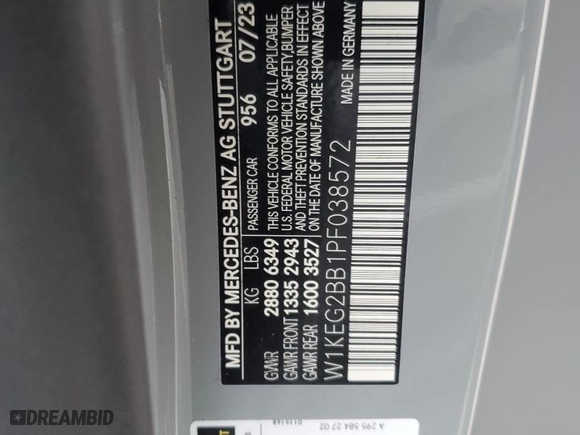 MFD BY MERCEDES-BENZ AG STUTTGART
KG LBS PASSENGER CAR 956 07/23
GVWR 2880 6349 THIS VEHICLE CONFORMS TO ALL APPLICABLE
GAWR FRONT 1335 2943 U.S. FEDERAL MOTOR VEHICLE SAFETY, BUMPER,
GAWR REAR 1600 3527 AND THEFT PREVENTION STANDARDS IN EFFECT
ON THE DATE OF MANUFACTURE SHOWN ABOVE
W1KEG2BB1PF038572 MADE IN GERMANY
A 295 584 27 02
DREAMBID